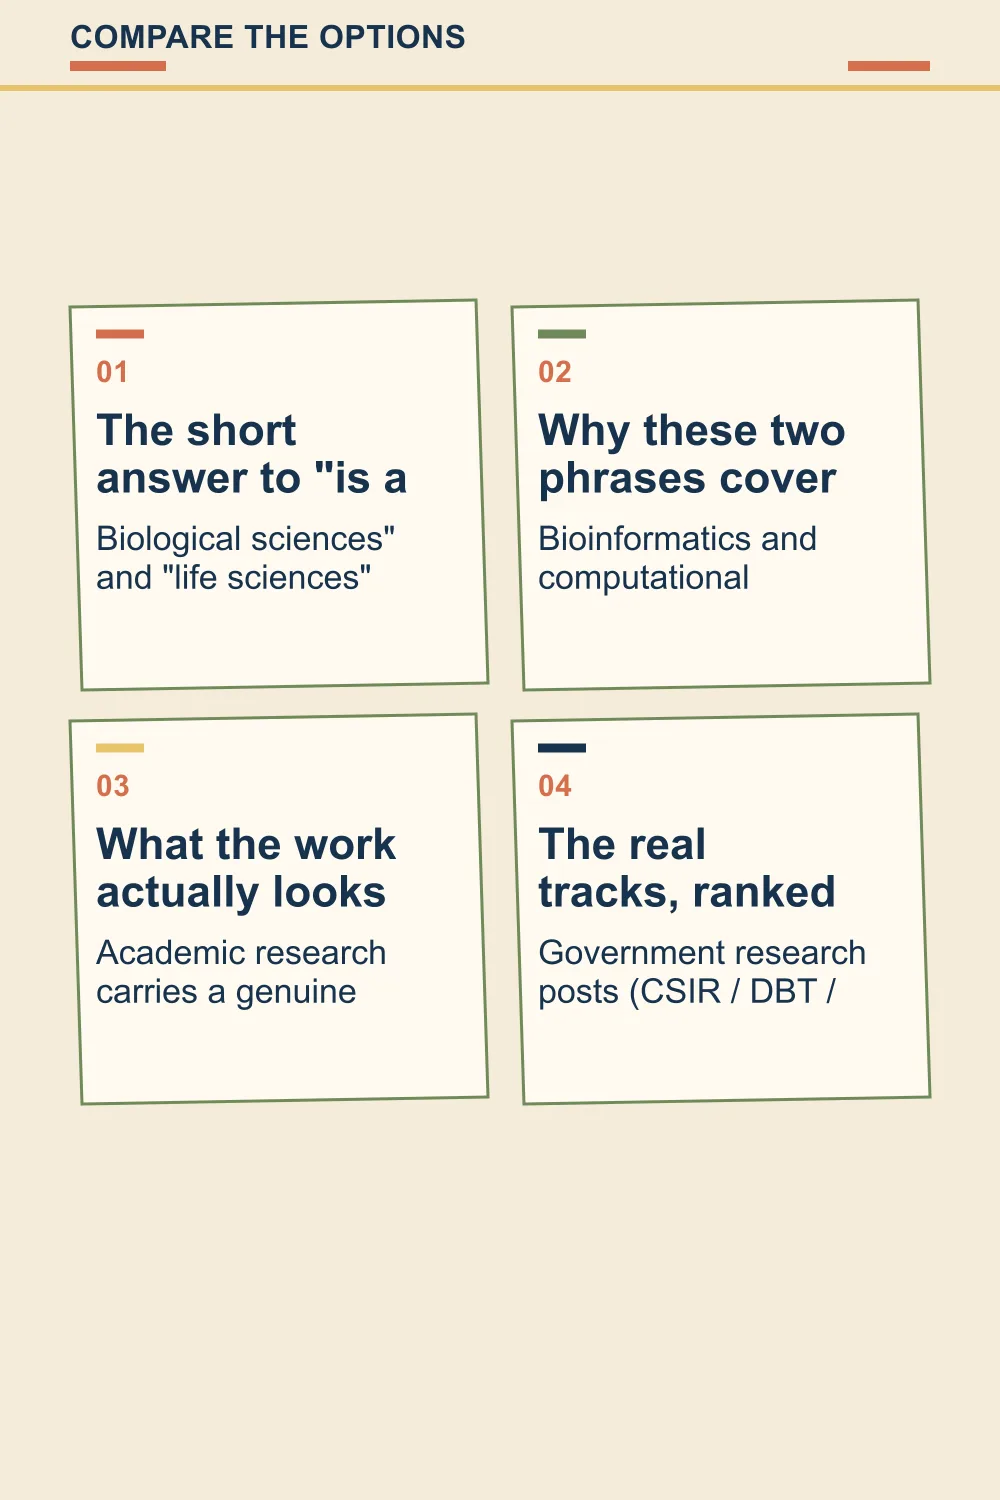 COMPARE THE OPTIONS
01
The short
answer to "is a
Biological sciences"
and "life sciences"
02
Why these two
phrases cover
Bioinformatics and
computational
03
What the work
actually looks
Academic research
carries a genuine
04
The real
tracks, ranked
Government research
posts (CSIR / DBT /